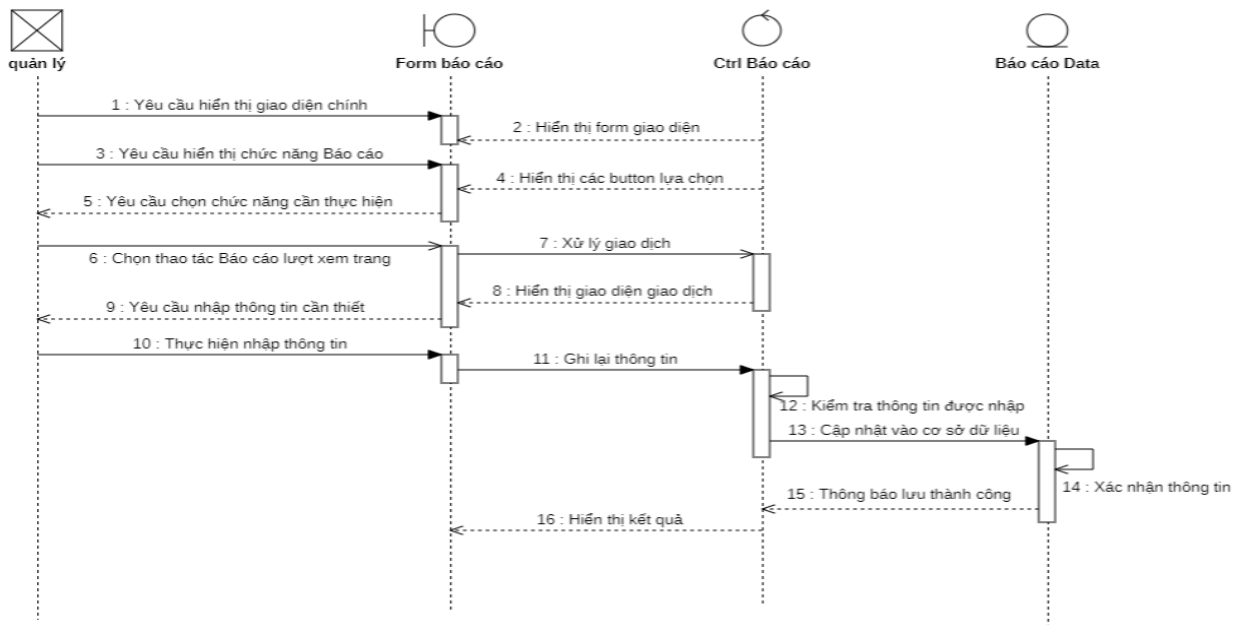 quản lý
Form báo cáo
Ctrl Báo cáo
Báo cáo Data
1 : Yêu cầu hiển thị giao diện chính
2 : Hiển thị form giao diện
3 : Yêu cầu hiển thị chức năng Báo cáo
4 : Hiển thị các button lựa chọn
5 : Yêu cầu chọn chức năng cần thực hiện
6 : Chọn thao tác Báo cáo lượt xem trang
7 : Xử lý giao dịch
8 : Hiển thị giao diện giao dịch
9 : Yêu cầu nhập thông tin cần thiết
10 : Thực hiện nhập thông tin
11 : Ghi lại thông tin
12 : Kiểm tra thông tin được nhập
13 : Cập nhật vào cơ sở dữ liệu
14 : Xác nhận thông tin
15 : Thông báo lưu thành công
16 : Hiển thị kết quả